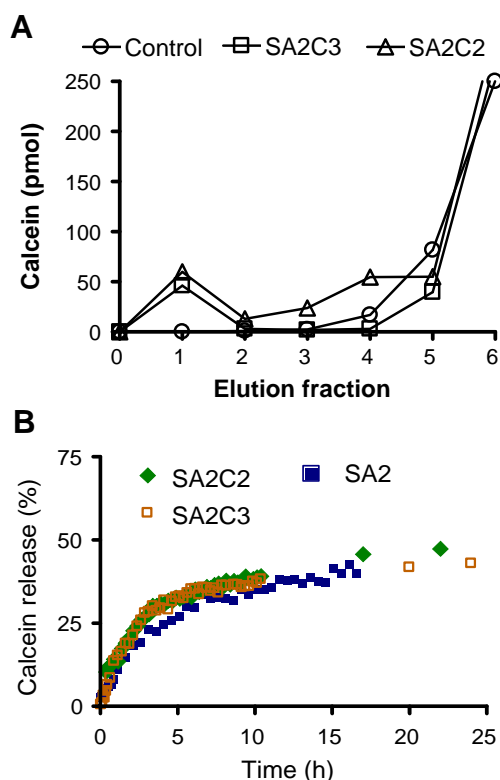 A
Control SA2C3 SA2C2
250
200
150
100
50
0
0 1 2 3 4 5 6
Calcein (pmol)
Elution fraction
B
75
50
25
0
SA2C2 SA2
SA2C3
Calcein release (%)
0 5 10 15 20 25
Time (h)